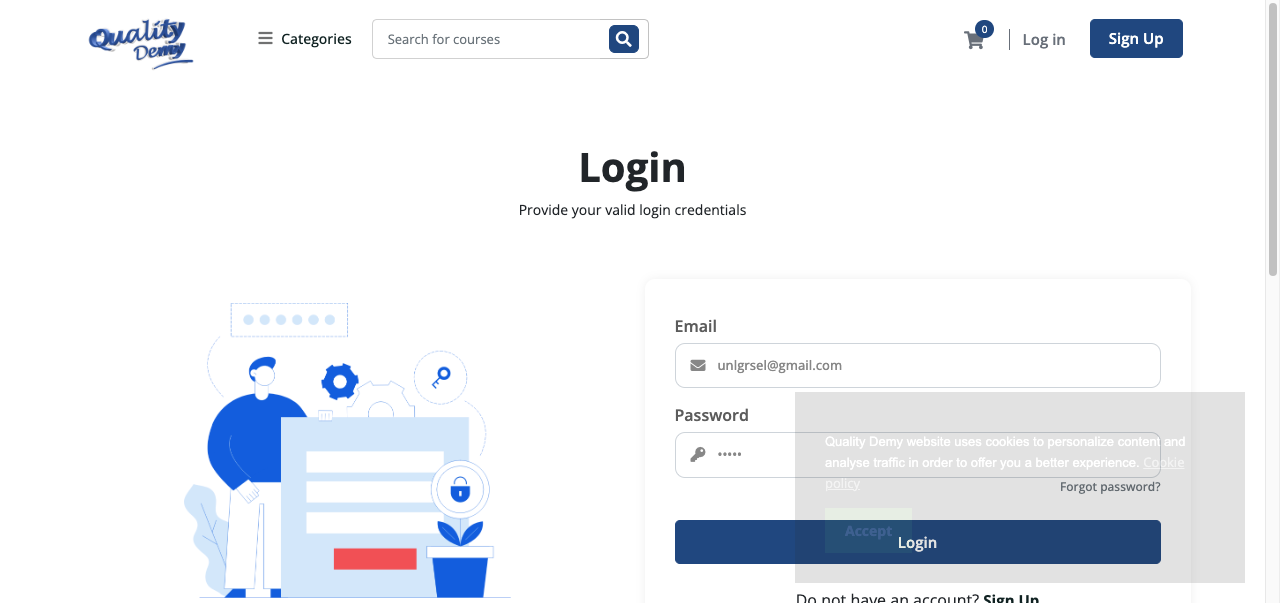 Quality
Demy
Categories
Search for courses
0
Log in
Sign Up
Login
Provide your valid login credentials
Email
unlgrsel@gmail.com
Password
•••••
Quality Demy website uses cookies to personalize content and
analyse traffic in order to offer you a better experience. Cookie
policy
Forgot password?
Accept
Login
Do not have an account? Sign Up